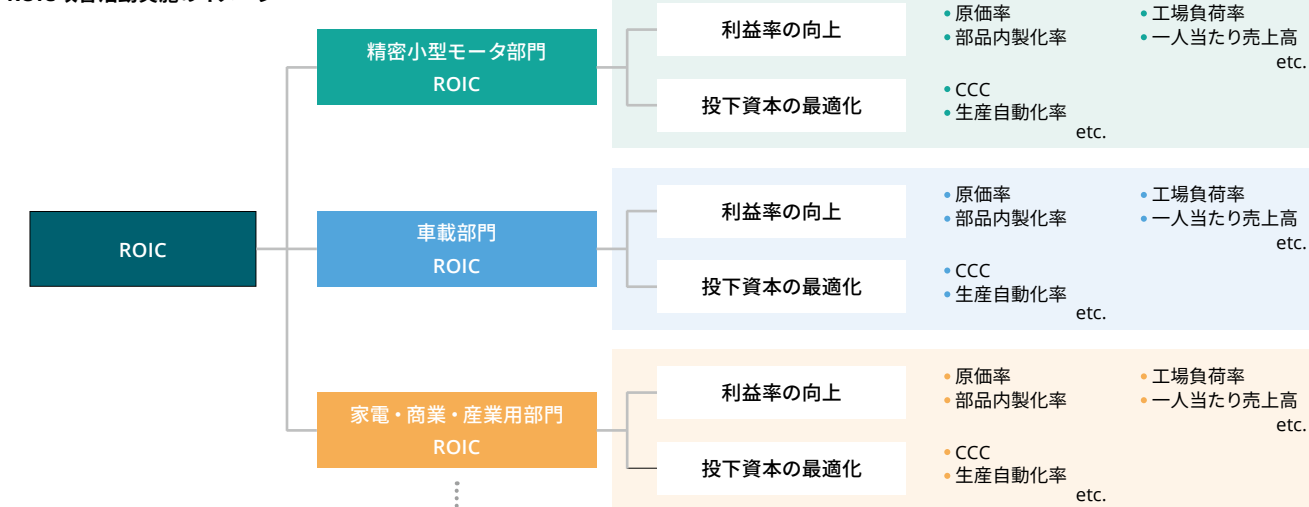 利益率の向上
• 原価率
• 工場負荷率
• 部品内製化率
• 一人当たり売上高
etc.
精密小型モータ部門
ROIC
投下資本の最適化
• CCC
• 生産自動化率
etc.
ROIC
利益率の向上
• 原価率
• 工場負荷率
• 部品内製化率
• 一人当たり売上高
etc.
車載部門
ROIC
投下資本の最適化
• CCC
• 生産自動化率
etc.
利益率の向上
• 原価率
• 工場負荷率
• 部品内製化率
• 一人当たり売上高
etc.
家電・商業・産業用部門
ROIC
投下資本の最適化
• CCC
• 生産自動化率
etc.